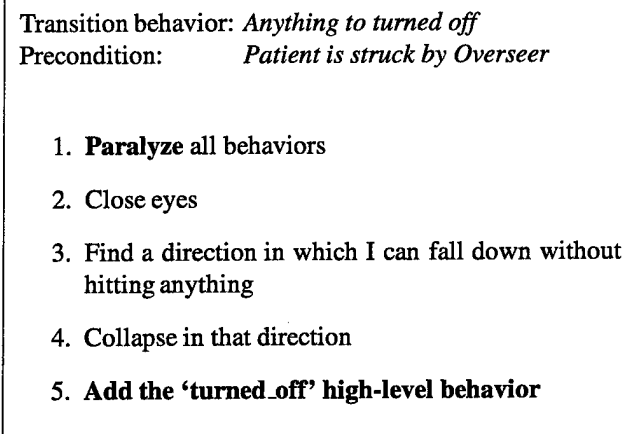 Transition behavior: Anything to turned off
Precondition: Patient is struck by Overseer
1. Paralyze all behaviors
2. Close eyes
3. Find a direction in which I can fall down without
hitting anything
4. Collapse in that direction
5. Add the ‘turned_off’ high-level behavior